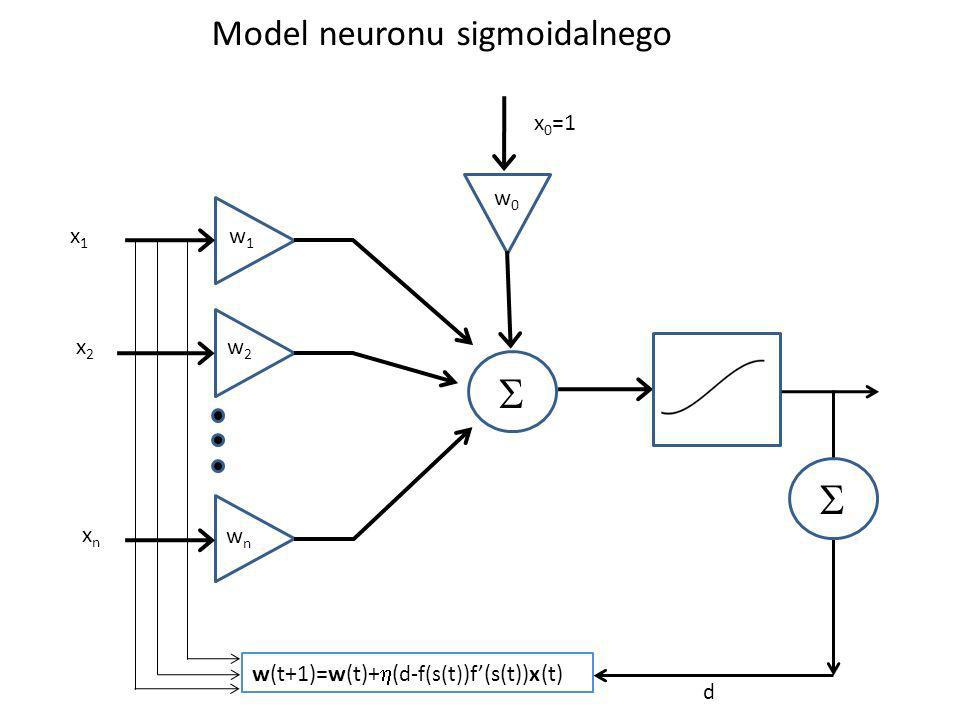 Model neuronu sigmoidalnego
x₀=1
w₀
x₁
w₁
x₂
w₂
Σ
Σ
xₙ
wₙ
w(t+1)=w(t)+η(d-f(s(t))f’(s(t))x(t)
d